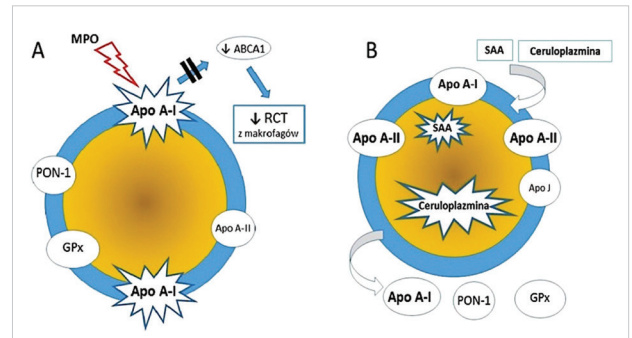 A
MPO
↓ ABCA1
Apo A-I
↓ RCT
z makrofagów
PON-1
GPx
Apo A-II
Apo A-I
B
SAA
Ceruloplazmina
Apo A-I
Apo A-II
SAA
Apo A-II
Apo J
Ceruloplazmina
Apo A-I
PON-1
GPx